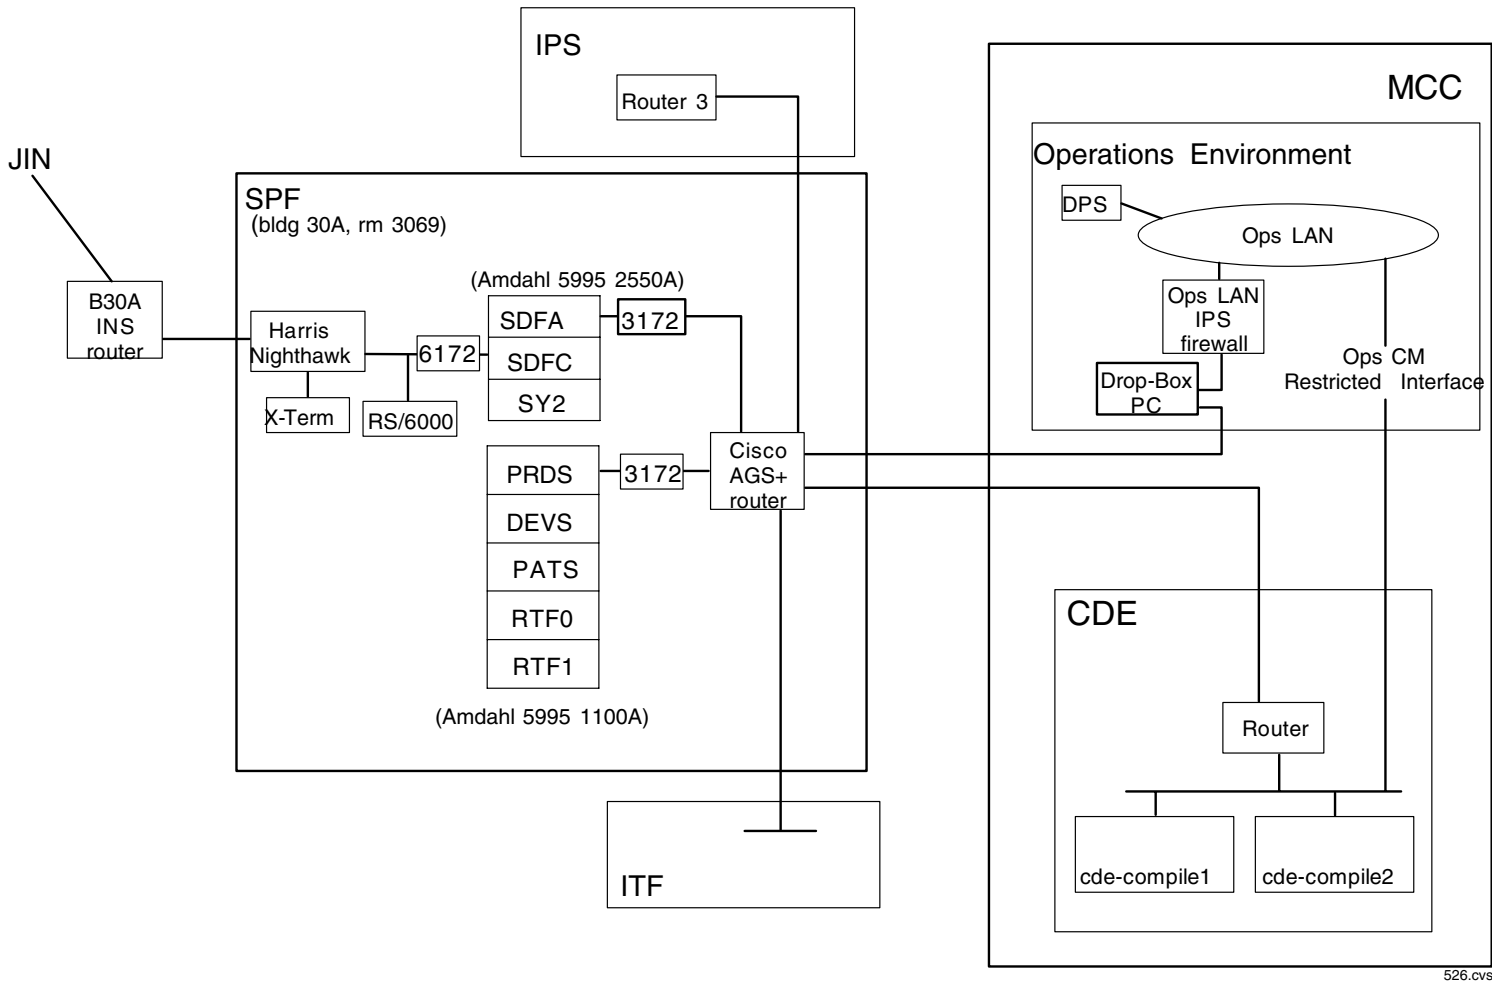 IPS
Router 3
MCC
Operations Environment
DPS
Ops LAN
Ops LAN
IPS
firewall
Drop-Box
PC
Ops CM
Restricted Interface
JIN
SPF
(bldg 30A, rm 3069)
B30A
INS
router
Harris
Nighthawk
X-Term
RS/6000
6172
(Amdahl 5995 2550A)
SDFA
SDFC
SY2
3172
PRDS
DEVS
PATS
RTF0
RTF1
(Amdahl 5995 1100A)
3172
Cisco
AGS+
router
CDE
Router
cde-compile1
cde-compile2
ITF
526.cvs